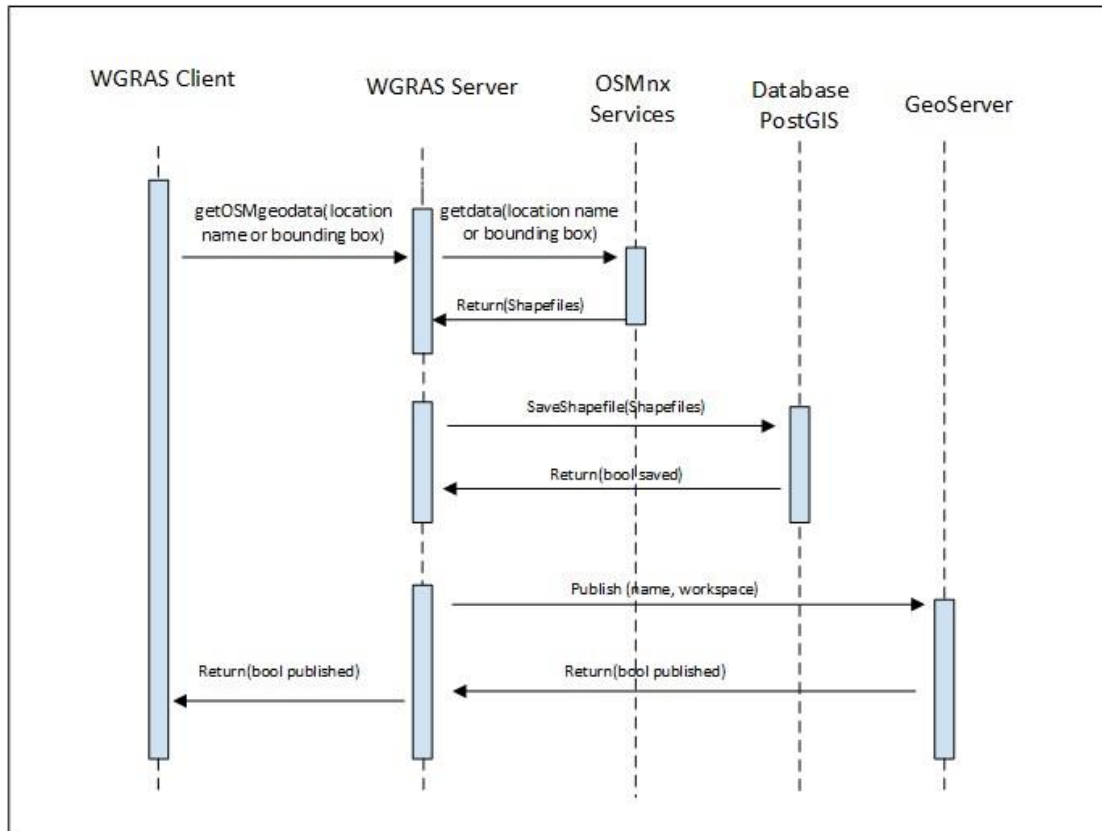 WGRAS Client
WGRAS Server
OSMnx
Services
Database
PostGIS
GeoServer
getOSMgeodata(location
name or bounding box)
getdata(location name
or bounding box)
Return(Shapefiles)
SaveShapefile(Shapefiles)
Return(bool saved)
Publish (name, workspace)
Return(bool published)
Return(bool published)